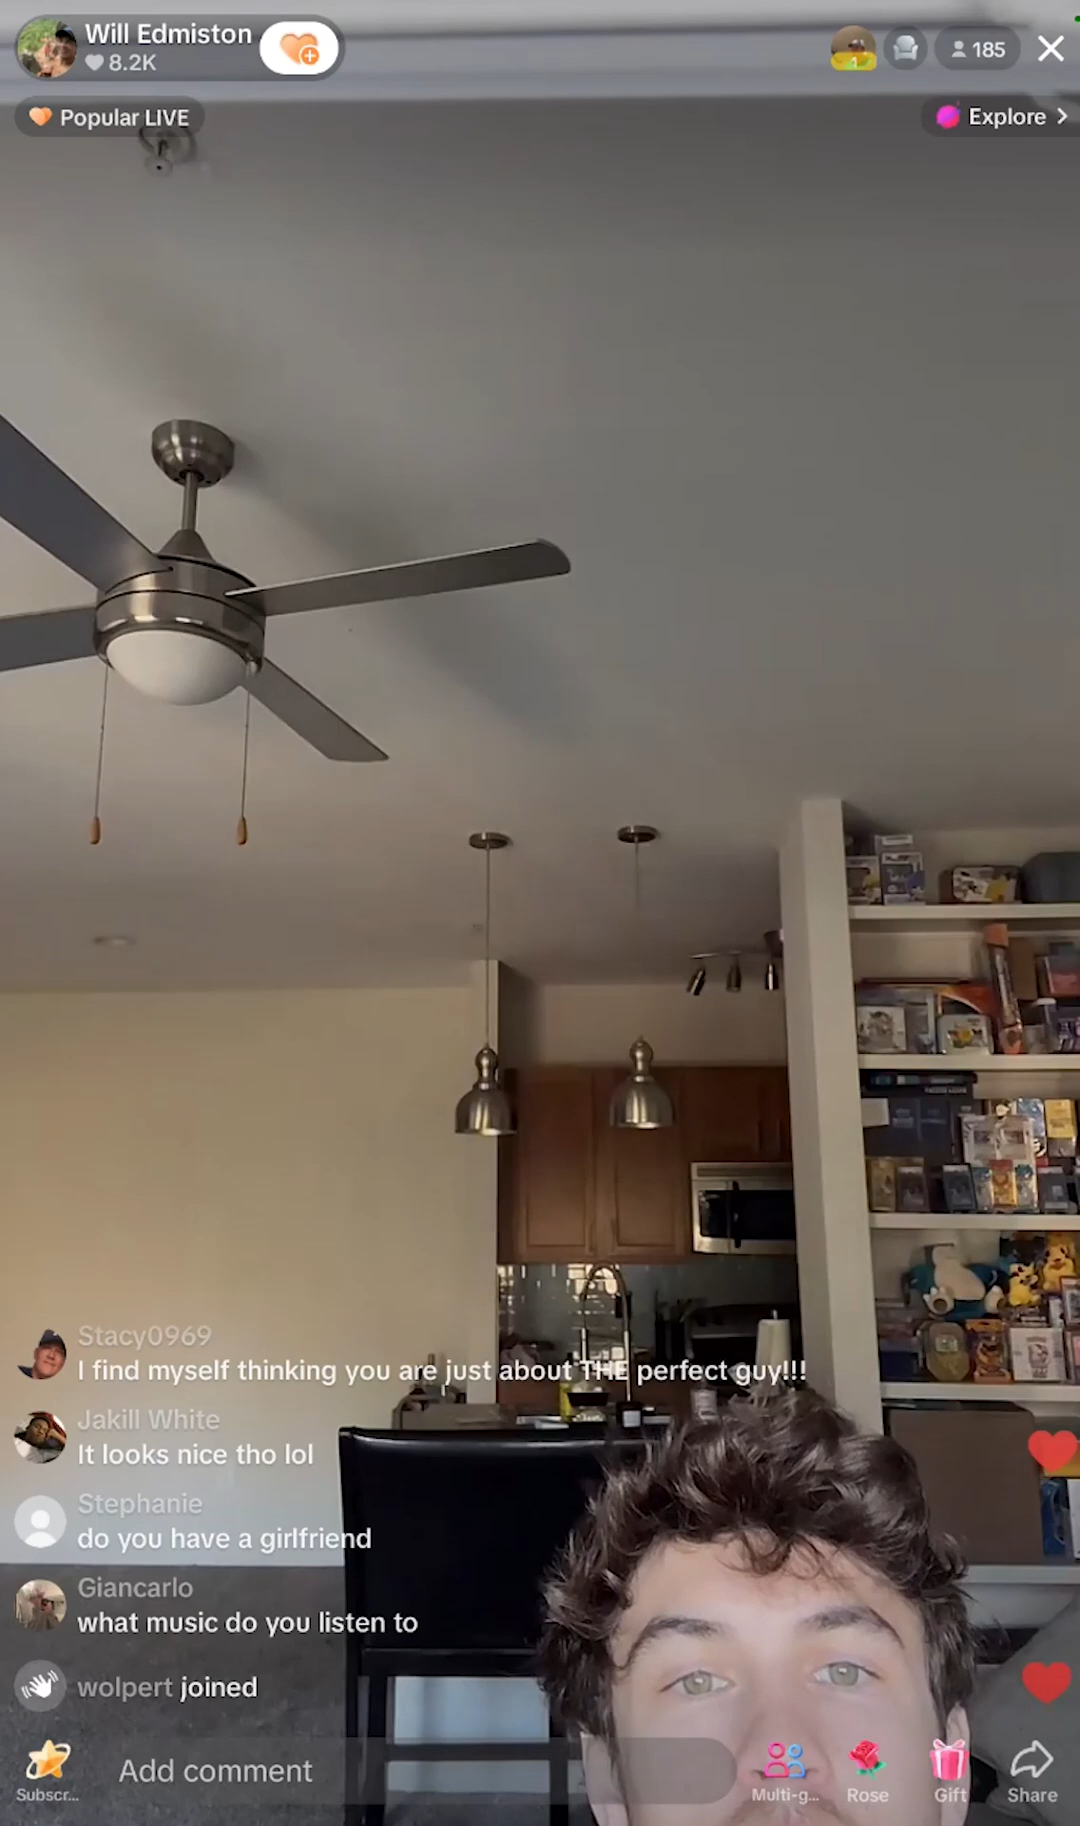 Will Edmiston
8.2K
1
185
Popular LIVE
Explore
Stacy0969
I find myself thinking you are just about THE perfect guy!!!
Jakill White
It looks nice tho lol
Stephanie
do you have a girlfriend
Giancarlo
what music do you listen to
wolpert joined
Add comment
Subscr...
Multi-g...
Rose
Gift
Share